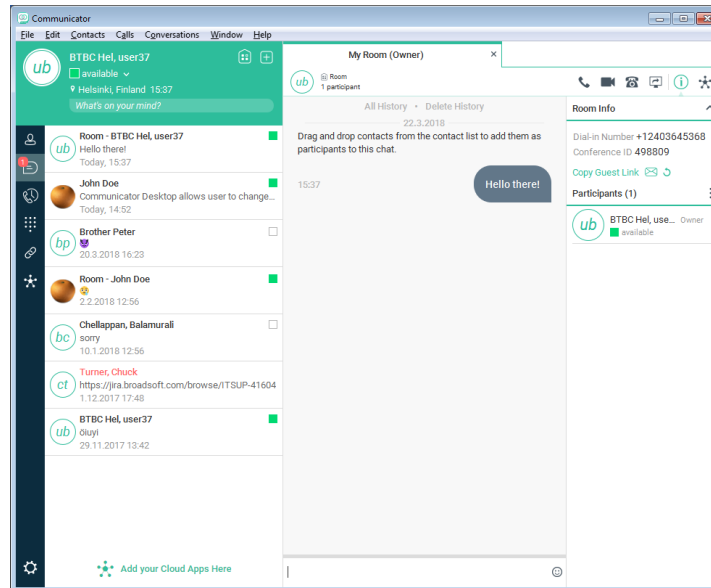 Communicator
File Edit Contacts Calls Conversations Window Help
ub
BTBC Hel, user37
available
Helsinki, Finland 15:37
What's on your mind?
1
ub
Room - BTBC Hel, user37
Hello there!
Today, 15:37
John Doe
Communicator Desktop allows user to change...
Today, 14:52
bp
Brother Peter
20.3.2018 16:23
Room - John Doe
2.2.2018 12:56
bc
Chellappan, Balamurali
sorry
10.1.2018 12:56
ct
Turner, Chuck
https://jira.broadsoft.com/browse/ITSUP-41604
1.12.2017 17:48
ub
BTBC Hel, user37
öiuyi
29.11.2017 13:42
Add your Cloud Apps Here
My Room (Owner) ×
ub
Room
1 participant
All History • Delete History
22.3.2018
Drag and drop contacts from the contact list to add them as
participants to this chat.
15:37 Hello there!
Room Info
Dial-in Number +12403645368
Conference ID 498809
Copy Guest Link
Participants (1)
ub
BTBC Hel, use... Owner
available